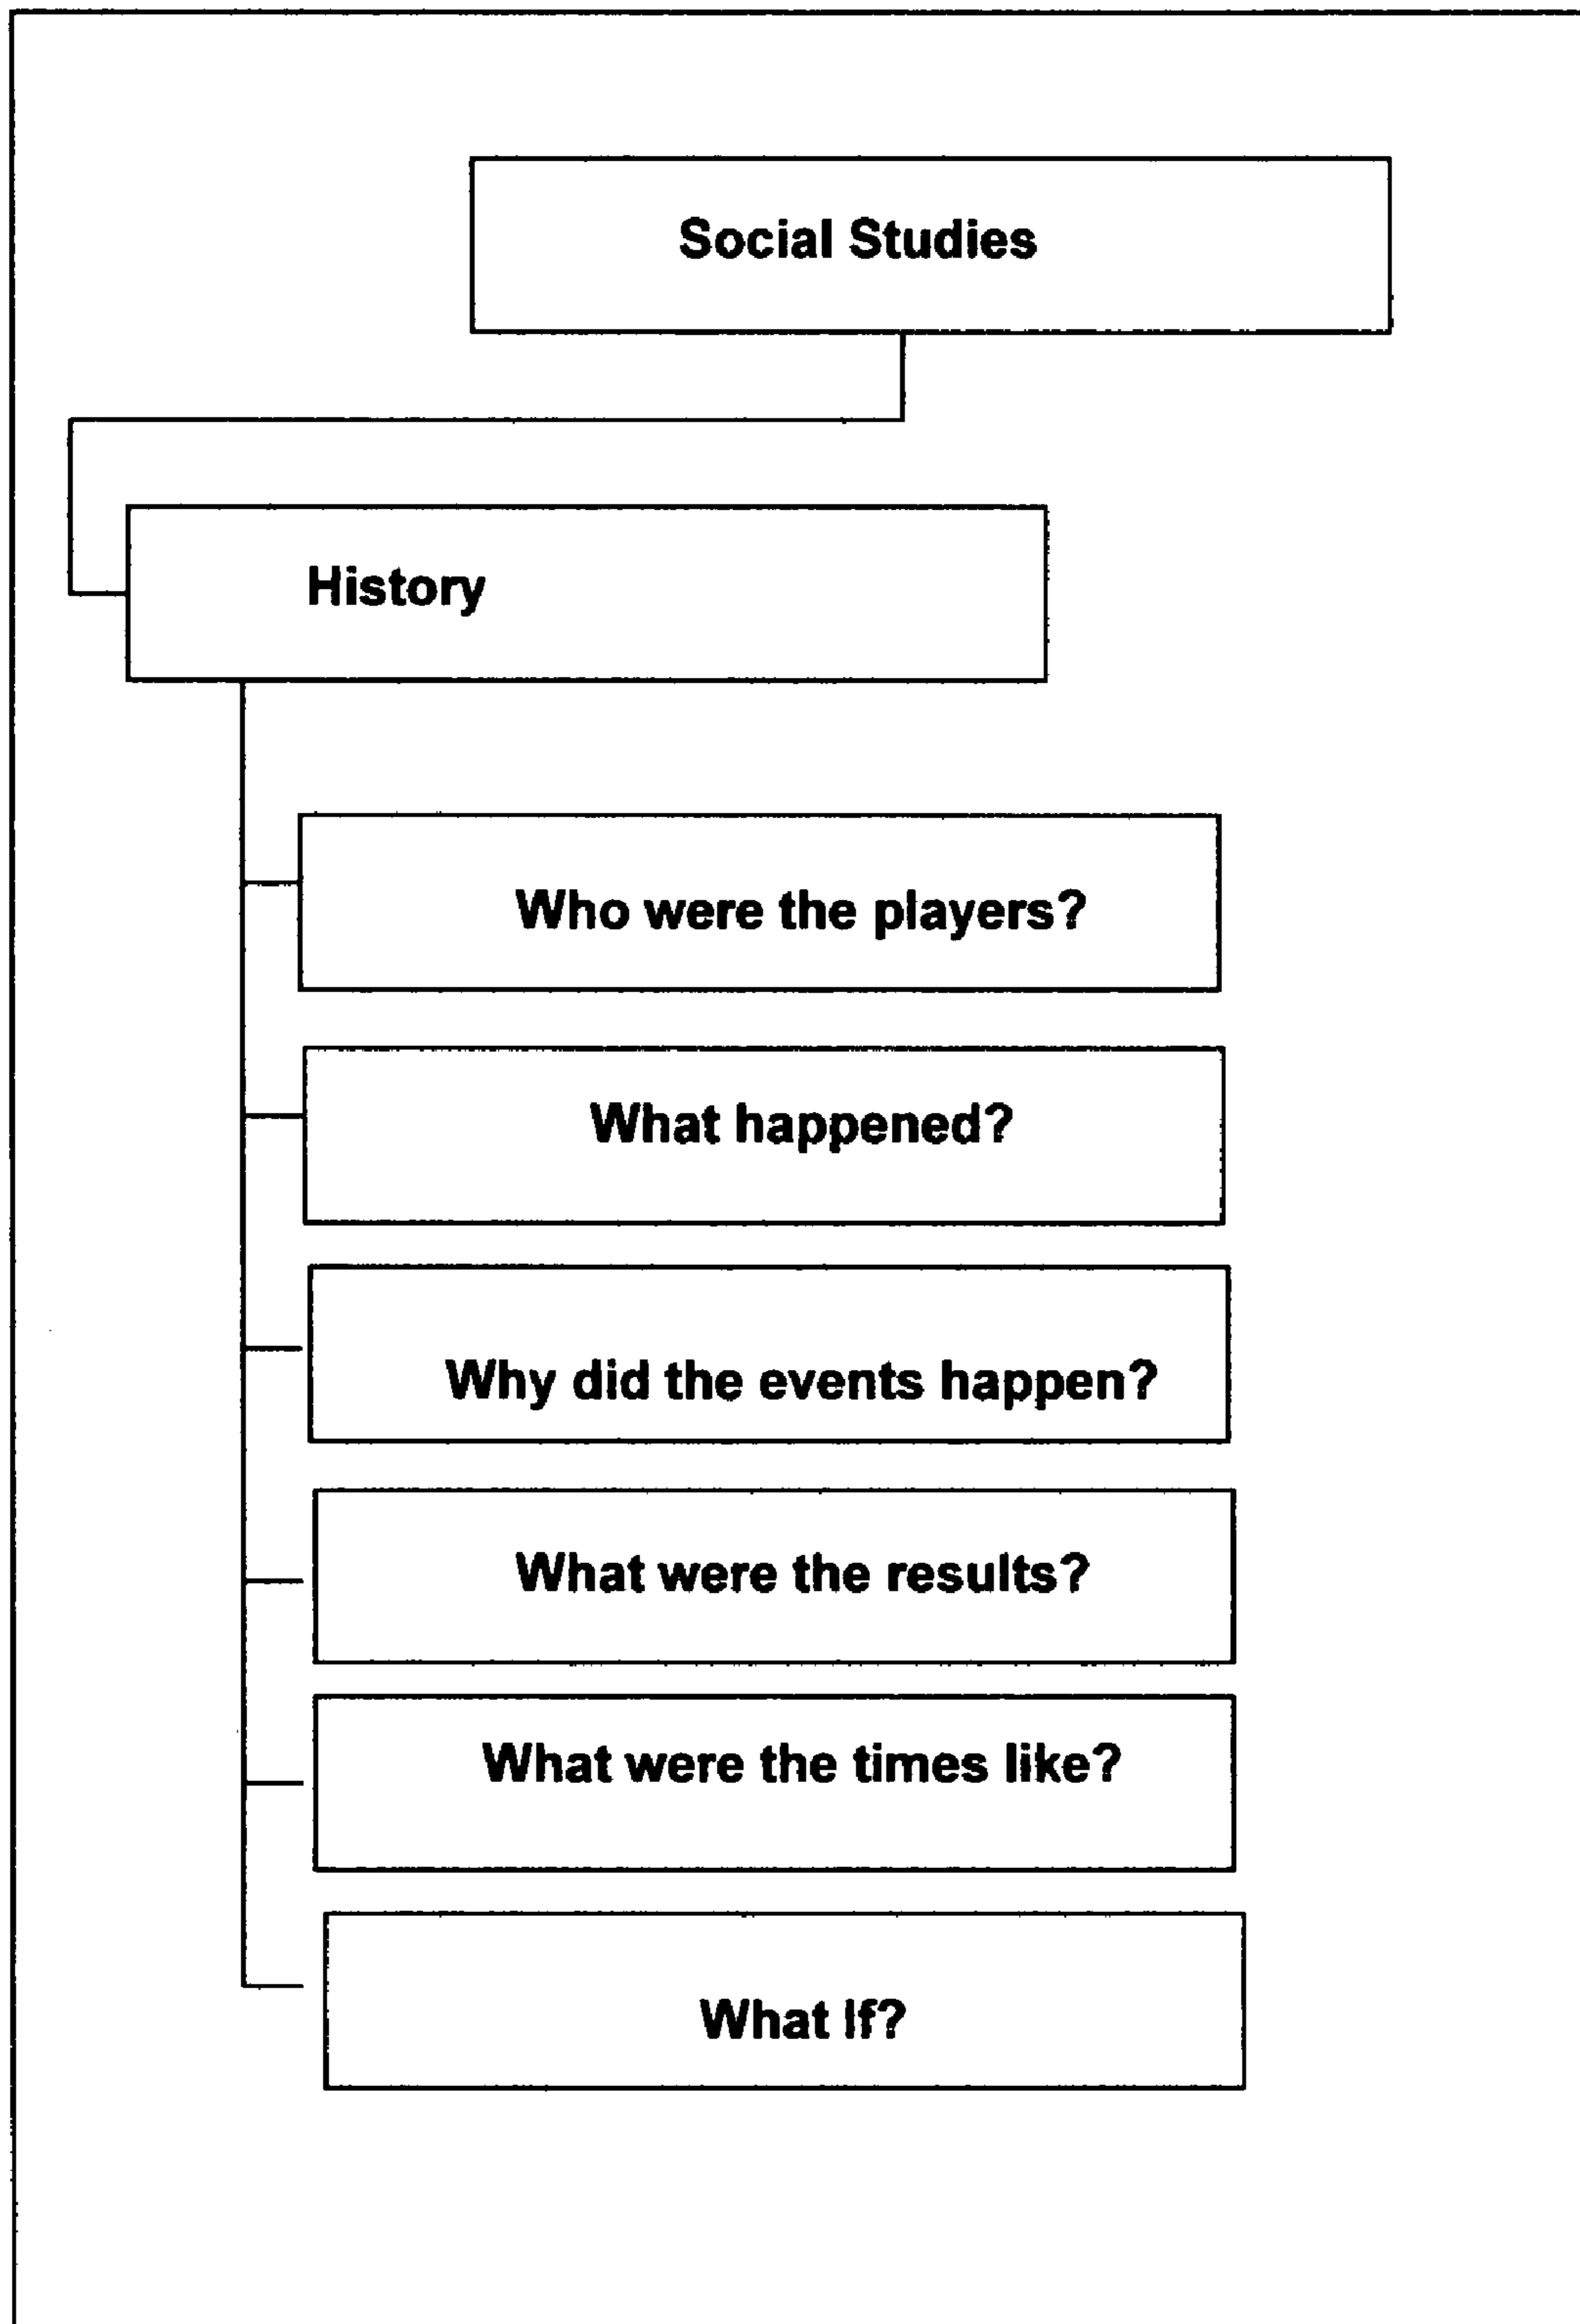 Social Studies
History
Who were the players?
What happened?
Why did the events happen?
What were the results?
What were the times like?
What If?